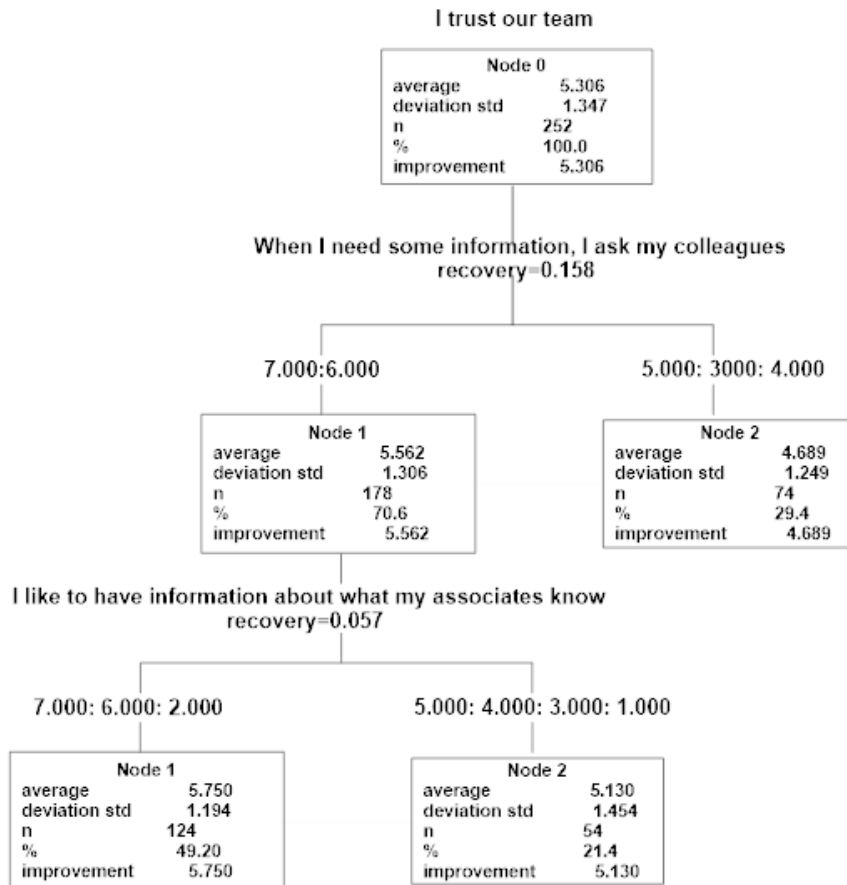 I trust our team
Node 0
average 5.306
deviation std 1.347
n 252
% 100.0
improvement 5.306
When I need some information, I ask my colleagues
recovery=0.158
7.000:6.000
5.000: 3000: 4.000
Node 1
average 5.562
deviation std 1.306
n 178
% 70.6
improvement 5.562
Node 2
average 4.689
deviation std 1.249
n 74
% 29.4
improvement 4.689
I like to have information about what my associates know
recovery=0.057
7.000: 6.000: 2.000
5.000: 4.000: 3.000: 1.000
Node 1
average 5.750
deviation std 1.194
n 124
% 49.20
improvement 5.750
Node 2
average 5.130
deviation std 1.454
n 54
% 21.4
improvement 5.130